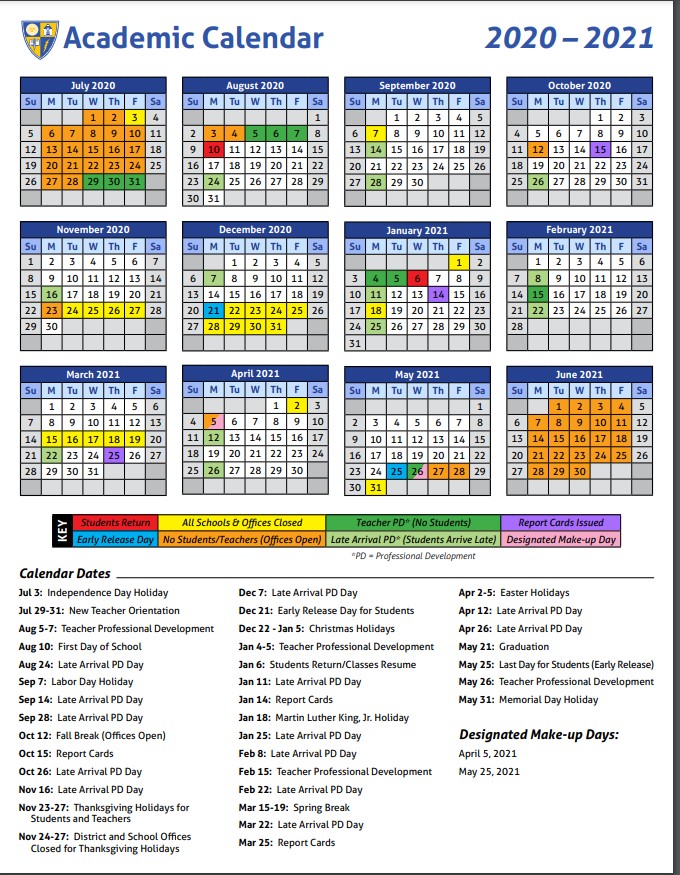 Academic Calendar 2020 – 2021
July 2020
Su M Tu W Th F Sa
1 2 3 4
5 6 7 8 9 10 11
12 13 14 15 16 17 18
19 20 21 22 23 24 25
26 27 28 29 30 31
August 2020
Su M Tu W Th F Sa
1
2 3 4 5 6 7 8
9 10 11 12 13 14 15
16 17 18 19 20 21 22
23 24 25 26 27 28 29
30 31
September 2020
Su M Tu W Th F Sa
1 2 3 4 5
6 7 8 9 10 11 12
13 14 15 16 17 18 19
20 21 22 23 24 25 26
27 28 29 30
October 2020
Su M Tu W Th F Sa
1 2 3
4 5 6 7 8 9 10
11 12 13 14 15 16 17
18 19 20 21 22 23 24
25 26 27 28 29 30 31
November 2020
Su M Tu W Th F Sa
1 2 3 4 5 6 7
8 9 10 11 12 13 14
15 16 17 18 19 20 21
22 23 24 25 26 27 28
29 30
December 2020
Su M Tu W Th F Sa
1 2 3 4 5
6 7 8 9 10 11 12
13 14 15 16 17 18 19
20 21 22 23 24 25 26
27 28 29 30 31
January 2021
Su M Tu W Th F Sa
1 2
3 4 5 6 7 8 9
10 11 12 13 14 15 16
17 18 19 20 21 22 23
24 25 26 27 28 29 30
31
February 2021
Su M Tu W Th F Sa
1 2 3 4 5 6
7 8 9 10 11 12 13
14 15 16 17 18 19 20
21 22 23 24 25 26 27
28
March 2021
Su M Tu W Th F Sa
1 2 3 4 5 6
7 8 9 10 11 12 13
14 15 16 17 18 19 20
21 22 23 24 25 26 27
28 29 30 31
April 2021
Su M Tu W Th F Sa
1 2 3
4 5 6 7 8 9 10
11 12 13 14 15 16 17
18 19 20 21 22 23 24
25 26 27 28 29 30
May 2021
Su M Tu W Th F Sa
1
2 3 4 5 6 7 8
9 10 11 12 13 14 15
16 17 18 19 20 21 22
23 24 25 26 27 28 29
30 31
June 2021
Su M Tu W Th F Sa
1 2 3 4 5
6 7 8 9 10 11 12
13 14 15 16 17 18 19
20 21 22 23 24 25 26
27 28 29 30
KEY
Students Return All Schools & Offices Closed Teacher PD* (No Students) Report Cards Issued
Early Release Day No Students/Teachers (Offices Open) Late Arrival PD* (Students Arrive Late) Designated Make-up Day
*PD = Professional Development
Calendar Dates
Jul 3: Independence Day Holiday
Jul 29-31: New Teacher Orientation
Aug 5-7: Teacher Professional Development
Aug 10: First Day of School
Aug 24: Late Arrival PD Day
Sep 7: Labor Day Holiday
Sep 14: Late Arrival PD Day
Sep 28: Late Arrival PD Day
Oct 12: Fall Break (Offices Open)
Oct 15: Report Cards
Oct 26: Late Arrival PD Day
Nov 16: Late Arrival PD Day
Nov 23-27: Thanksgiving Holidays for
Students and Teachers
Nov 24-27: District and School Offices
Closed for Thanksgiving Holidays
Dec 7: Late Arrival PD Day
Dec 21: Early Release Day for Students
Dec 22 - Jan 5: Christmas Holidays
Jan 4-5: Teacher Professional Development
Jan 6: Students Return/Classes Resume
Jan 11: Late Arrival PD Day
Jan 14: Report Cards
Jan 18: Martin Luther King, Jr. Holiday
Jan 25: Late Arrival PD Day
Feb 8: Late Arrival PD Day
Feb 15: Teacher Professional Development
Feb 22: Late Arrival PD Day
Mar 15-19: Spring Break
Mar 22: Late Arrival PD Day
Mar 25: Report Cards
Apr 2-5: Easter Holidays
Apr 12: Late Arrival PD Day
Apr 26: Late Arrival PD Day
May 21: Graduation
May 25: Last Day for Students (Early Release)
May 26: Teacher Professional Development
May 31: Memorial Day Holiday
Designated Make-up Days:
April 5, 2021
May 25, 2021